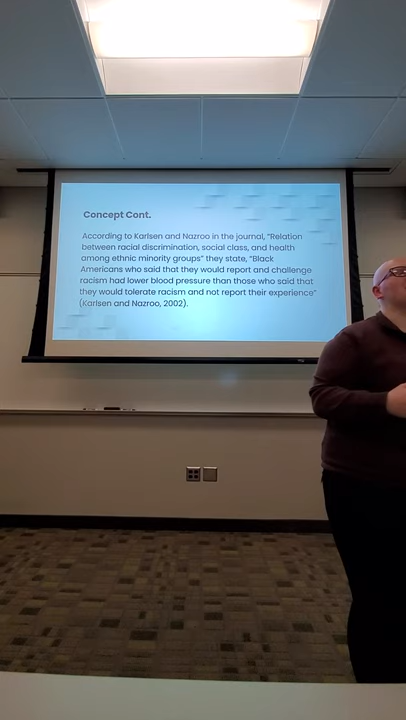 Concept Cont.
According to Karlsen and Nazroo in the journal, "Relation
between racial discrimination, social class, and health
among ethnic minority groups" they state, "Black
Americans who said that they would report and challenge
racism had lower blood pressure than those who said that
they would tolerate racism and not report their experience"
(Karlsen and Nazroo, 2002).